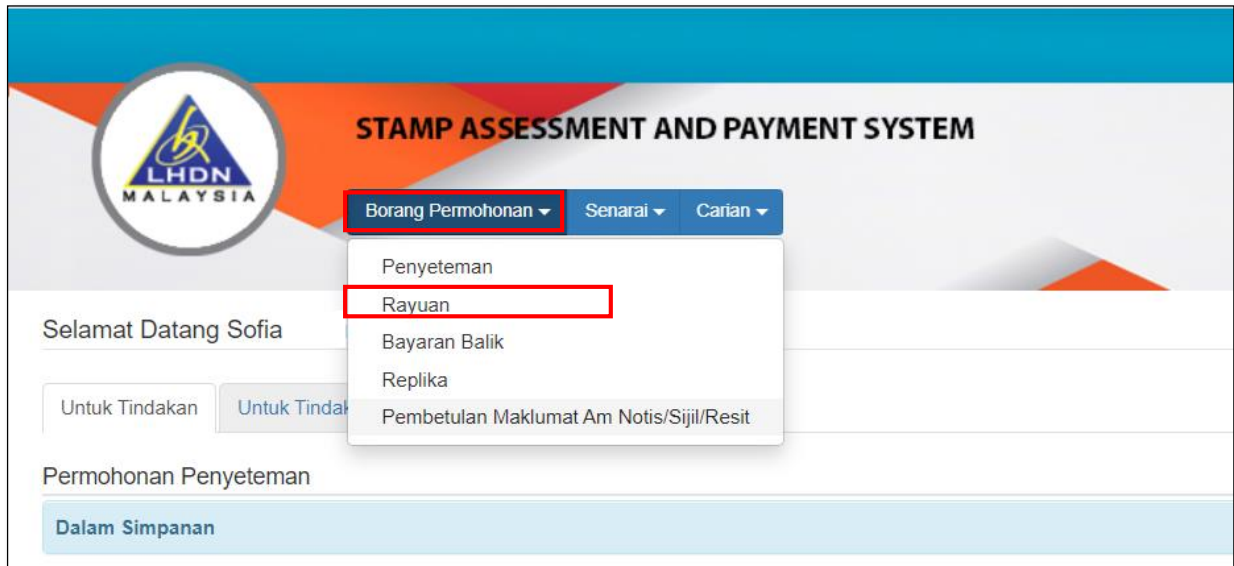 STAMP ASSESSMENT AND PAYMENT SYSTEM
LHDN
MALAYSIA
Borang Permohonan Senarai Carian
Penyeteman
Rayuan
Bayaran Balik
Replika
Pembetulan Maklumat Am Notis/Sijil/Resit
Selamat Datang Sofia
Untuk Tindakan
Untuk
Permohonan Penyeteman
Dalam Simpanan